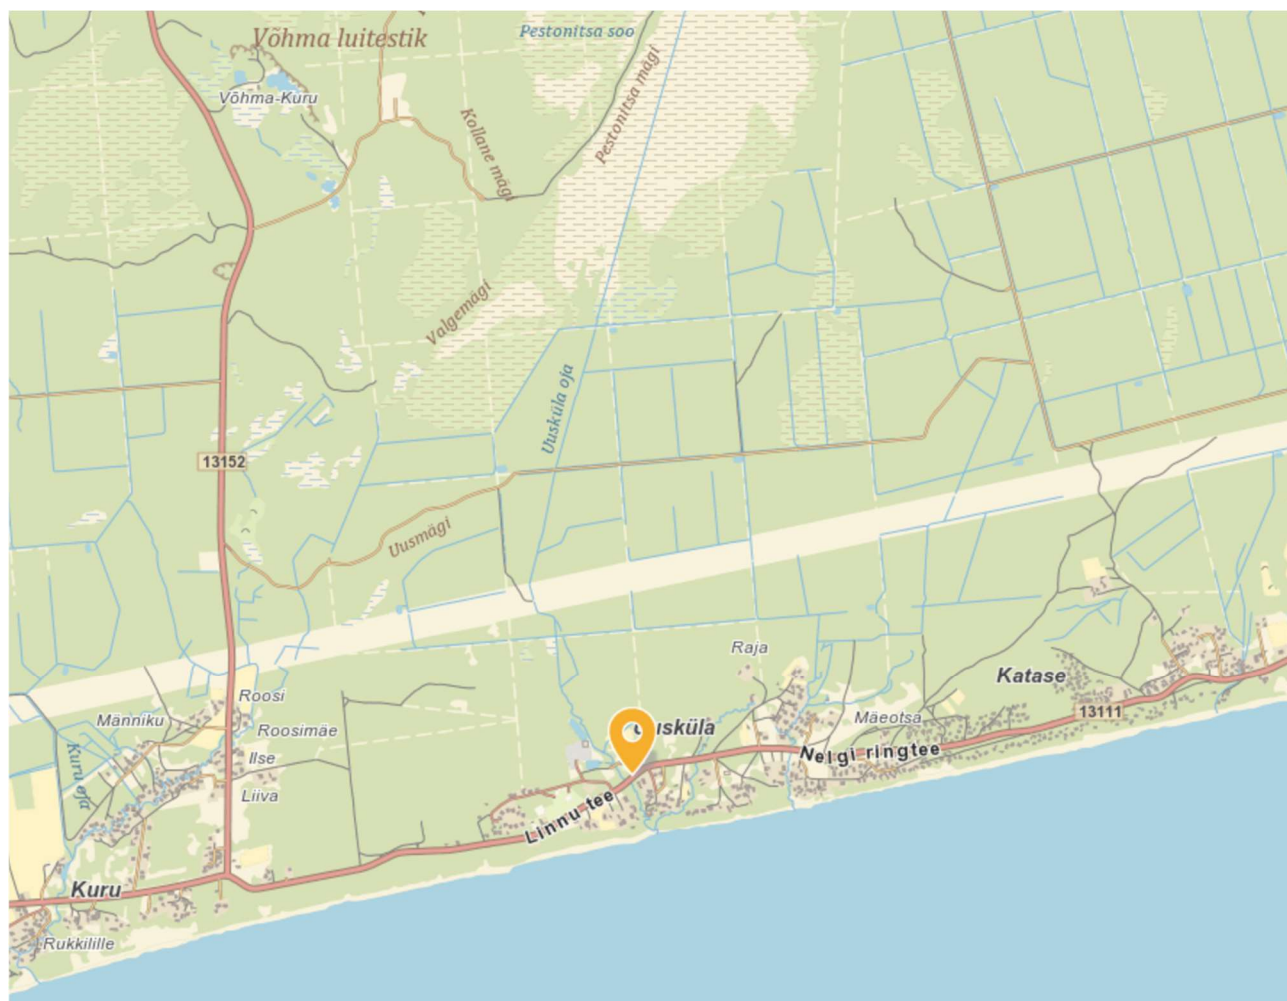 Võhma luitestik
Pestonitsa soo
Võhma-Kuru
Pestonitsa mägi
Kollane mägi
Valgemägi
Uusküla oja
13152
Uusmägi
Raja
Katase
Roosi
Männiku
Roosimäe
Uusküla
Mäeotsa
13111
Kuru oja
Ilse
Nelgi ringtee
Liiva
Linnu tee
Kuru
Rukkilille